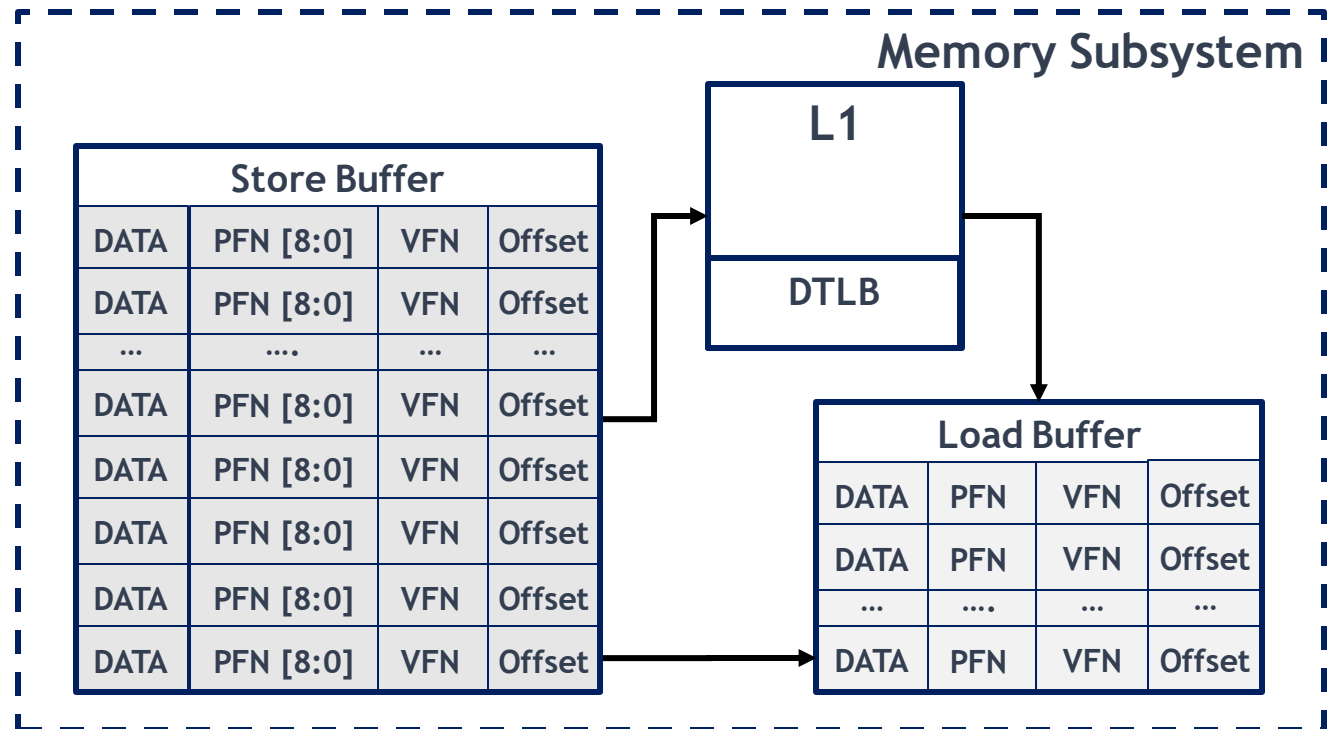 Memory Subsystem
L1
DTLB
Store Buffer
DATA PFN [8:0] VFN Offset
DATA PFN [8:0] VFN Offset
... .... ... ...
DATA PFN [8:0] VFN Offset
DATA PFN [8:0] VFN Offset
DATA PFN [8:0] VFN Offset
DATA PFN [8:0] VFN Offset
DATA PFN [8:0] VFN Offset
Load Buffer
DATA PFN VFN Offset
DATA PFN VFN Offset
... .... ... ...
DATA PFN VFN Offset